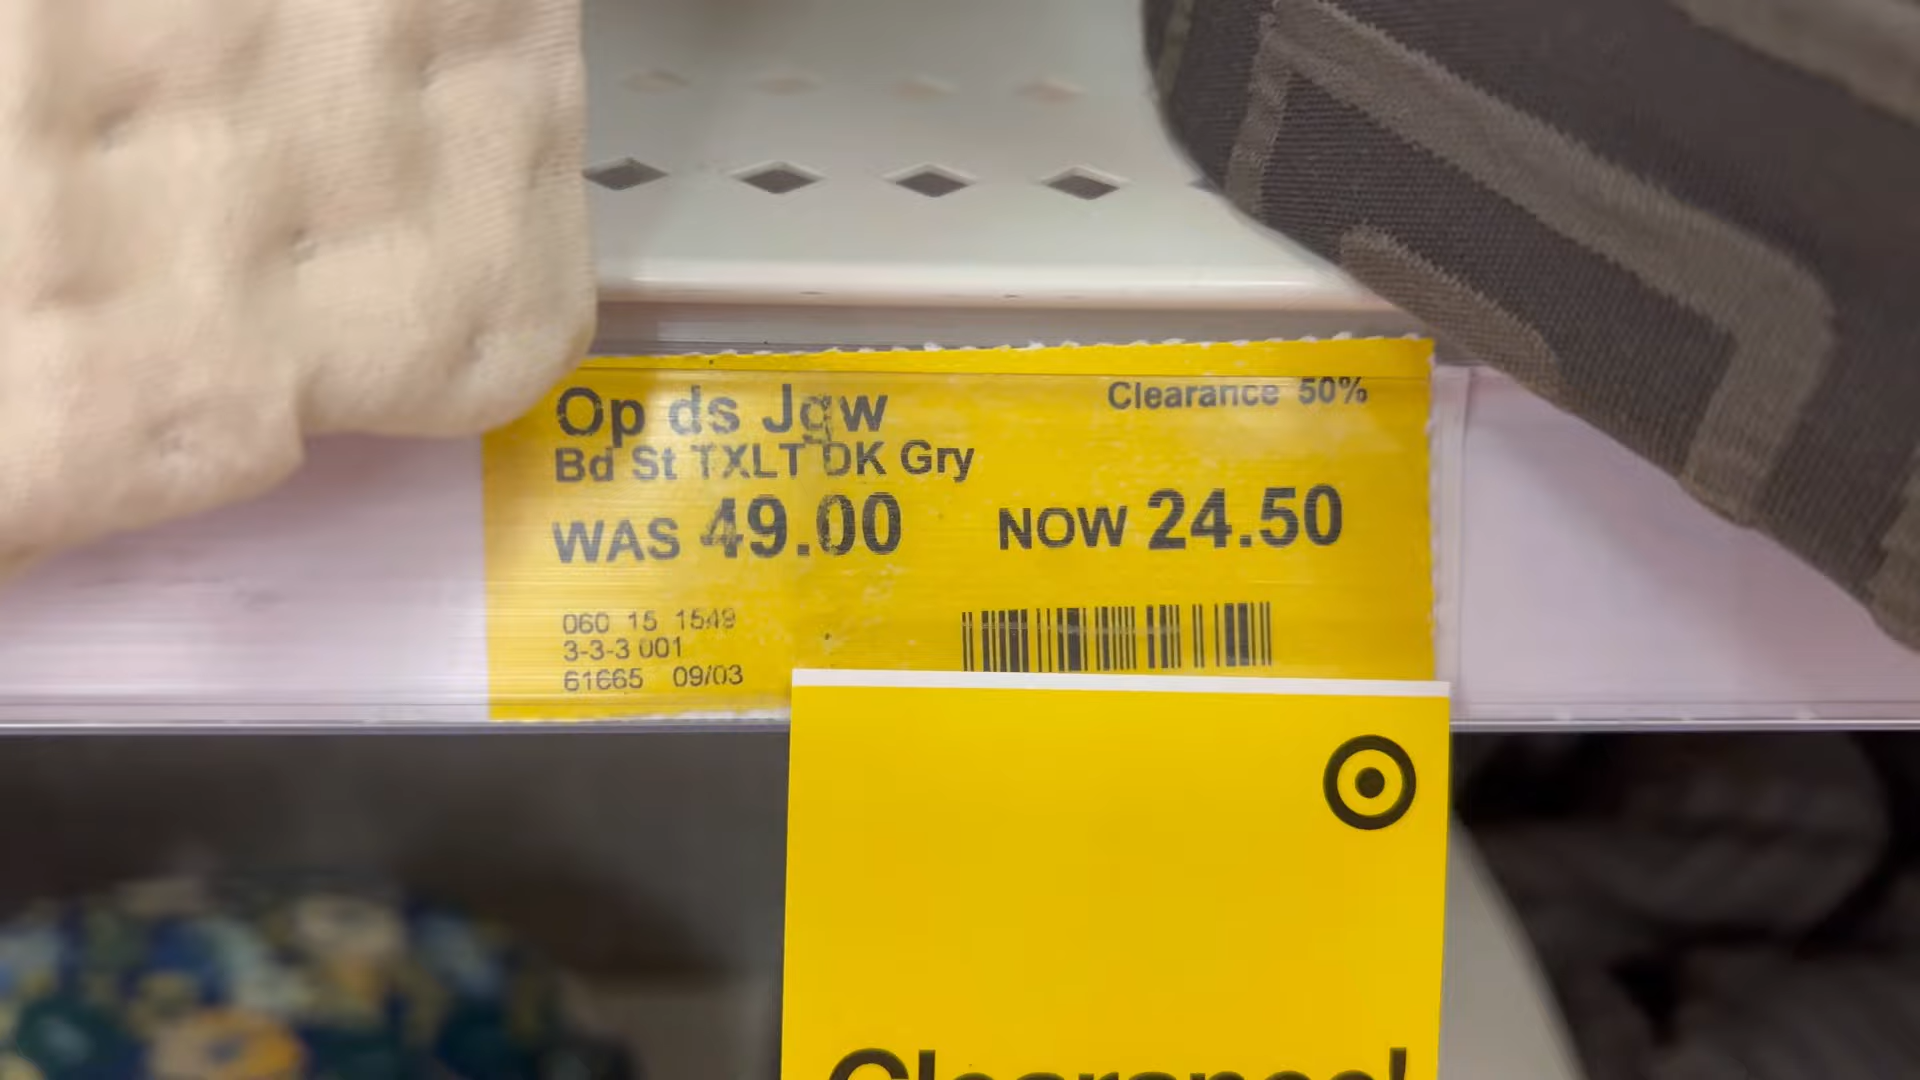 Op ds Jgw
Clearance 50%
Bd St TXLT DK Gry
WAS 49.00
NOW 24.50
060 15 1549
3-3-3 001
61665 09/03
Clearance!